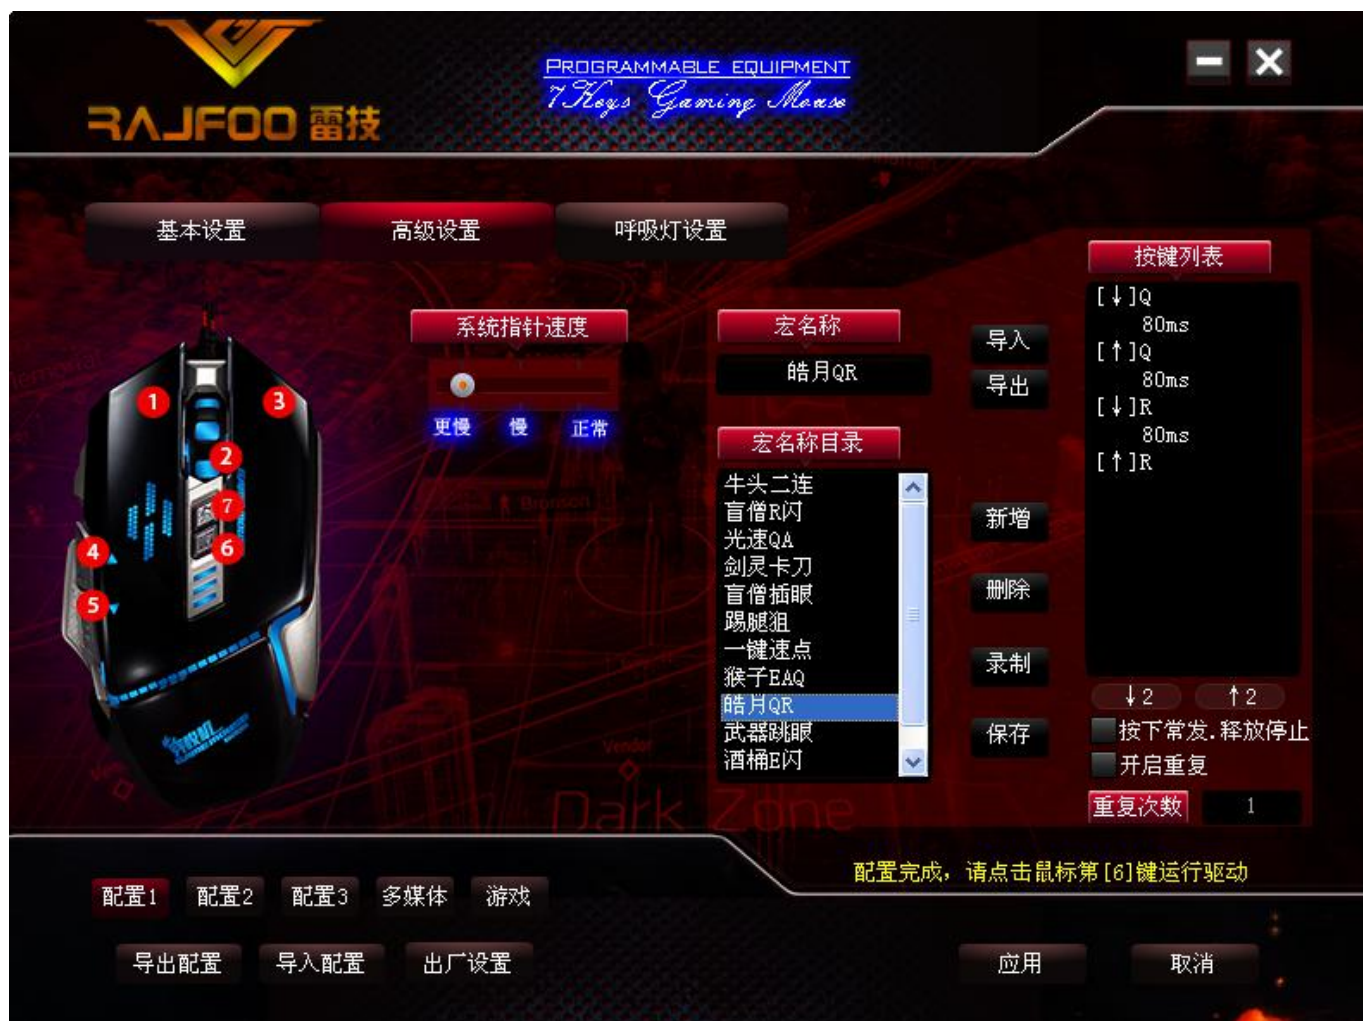 RAJFOO 雷技
PROGRAMMABLE EQUIPMENT
7 Keys Gaming Mouse
基本设置
高级设置
呼吸灯设置
系统指针速度
更慢
慢
正常
1
3
2
7
6
4
5
宏名称
皓月QR
导入
导出
宏名称目录
牛头二连
盲僧R闪
光速QA
剑灵卡刀
盲僧插眼
踢腿狙
一键速点
猴子EAQ
皓月QR
武器跳眼
酒桶E闪
新增
删除
录制
保存
按键列表
[↓]Q
80ms
[↑]Q
80ms
[↓]R
80ms
[↑]R
↓2
↑2
按下常发.释放停止
开启重复
重复次数
1
Bronson
Vendor
Dark Zone
配置完成，请点击鼠标第[6]键运行驱动
配置1
配置2
配置3
多媒体
游戏
导出配置
导入配置
出厂设置
应用
取消